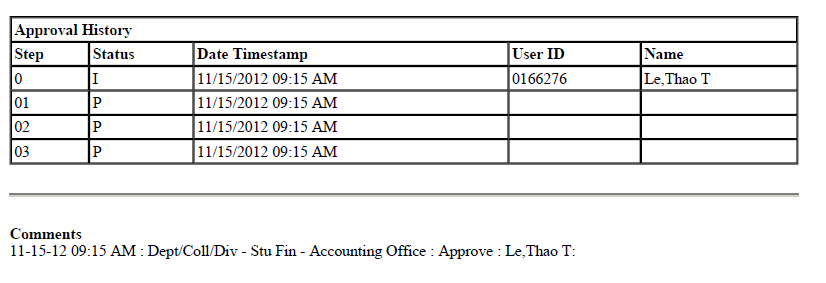 Approval History
Step Status Date Timestamp User ID Name
0 I 11/15/2012 09:15 AM 0166276 Le,Thao T
01 P 11/15/2012 09:15 AM
02 P 11/15/2012 09:15 AM
03 P 11/15/2012 09:15 AM
Comments
11-15-12 09:15 AM : Dept/Coll/Div - Stu Fin - Accounting Office : Approve : Le,Thao T: